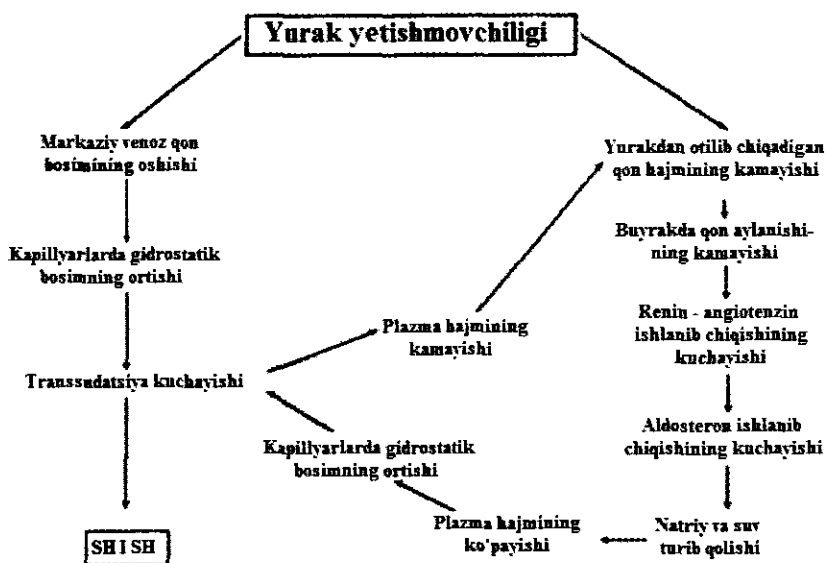 Yurak yetishmovchiligi
Markaziy venoz qon
bosimining oshishi
Yurakdan otilib chiqadigan
qon hajmining kamayishi
Kapillyarlarda gidrostatik
bosimning ortishi
Buyrakda qon aylanishi-
ning kamayishi
Plazma hajmining
kamayishi
Renin - angiotenzin
ishlanib chiqishining
kuchayishi
Transsudatsiya kuchayishi
Kapillyarlarda gidrostatik
bosimning ortishi
Aldosteron ishlanib
chiqishining kuchayishi
Plazma hajmining
ko'payishi
Natriy va suv
turib qolishi
SHISH